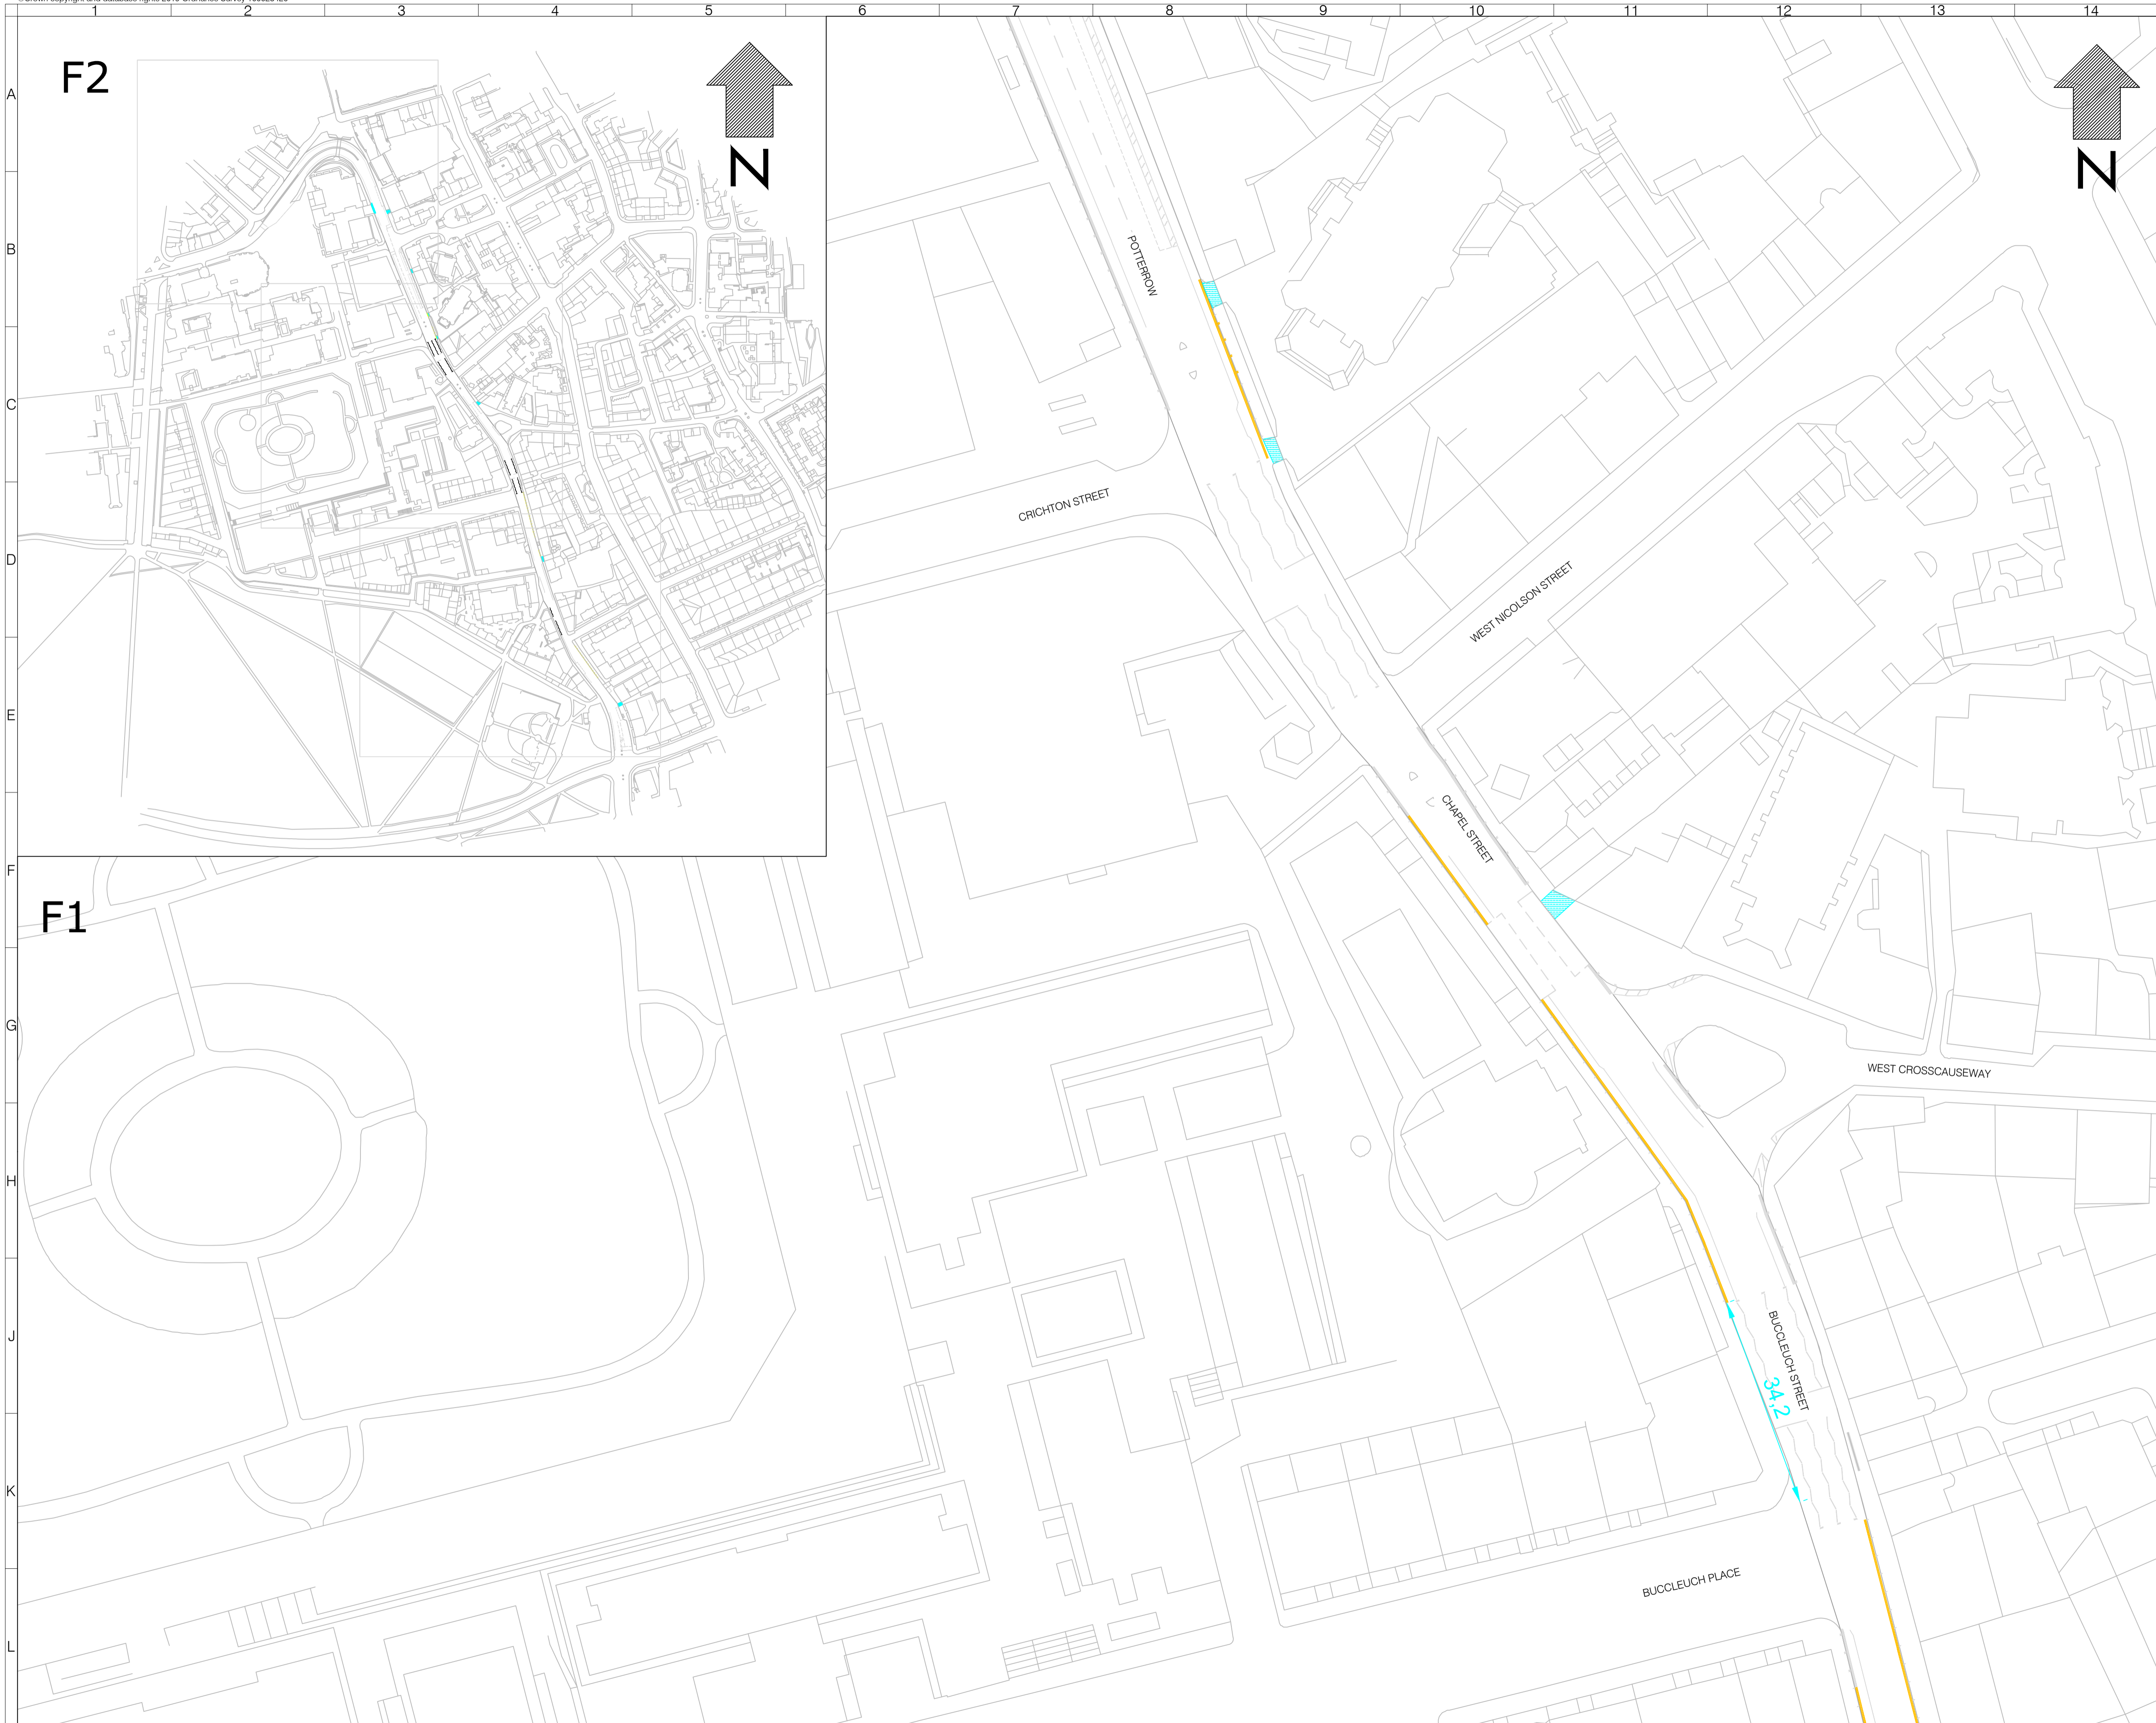 1 2 3 4 5 6 7 8 9 10 11 12 13 14
A
B
C
D
E
F
G
H
J
K
L
F2
N
N
F1
POTTERROW
CRICHTON STREET
WEST NICOLSON STREET
CHAPEL STREET
WEST CROSSCAUSEWAY
BUCCLEUCH STREET
34,2
BUCCLEUCH PLACE